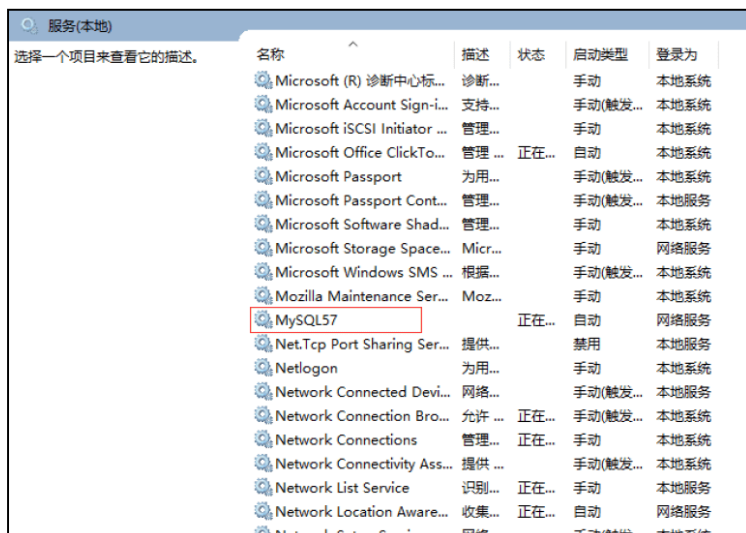 服务(本地)
选择一个项目来查看它的描述。
名称 描述 状态 启动类型 登录为
Microsoft (R) 诊断中心标... 诊断... 手动 本地系统
Microsoft Account Sign-i... 支持... 手动(触发... 本地系统
Microsoft iSCSI Initiator ... 管理... 手动 本地系统
Microsoft Office ClickTo... 管理 ... 正在... 自动 本地系统
Microsoft Passport 为用... 手动(触发... 本地系统
Microsoft Passport Cont... 管理... 手动(触发... 本地服务
Microsoft Software Shad... 管理... 手动 本地系统
Microsoft Storage Space... Micr... 手动 网络服务
Microsoft Windows SMS ... 根据... 手动(触发... 本地系统
Mozilla Maintenance Ser... Moz... 手动 本地系统
MySQL57 正在... 自动 网络服务
Net.Tcp Port Sharing Ser... 提供... 禁用 本地服务
Netlogon 为用... 手动 本地系统
Network Connected Devi... 网络... 手动(触发... 本地服务
Network Connection Bro... 允许 ... 正在... 手动(触发... 本地系统
Network Connections 管理... 正在... 手动 本地系统
Network Connectivity Ass... 提供 ... 手动(触发... 本地系统
Network List Service 识别... 正在... 手动 本地服务
Network Location Aware... 收集... 正在... 自动 网络服务